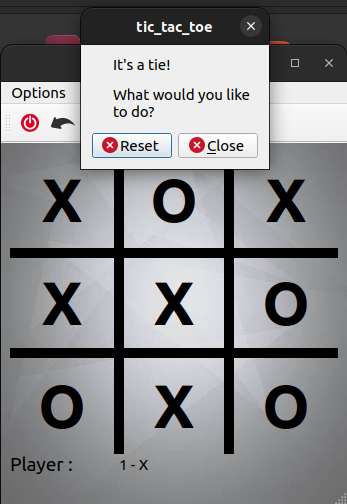 tic_tac_toe
It's a tie!
What would you like
to do?
Reset Close
Options
X O X
X X O
O X O
Player : 1 - X